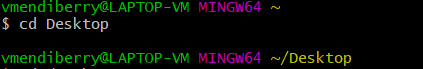 vmendiberry@LAPTOP-VM MINGW64 ~
$ cd Desktop
vmendiberry@LAPTOP-VM MINGW64 ~/Desktop